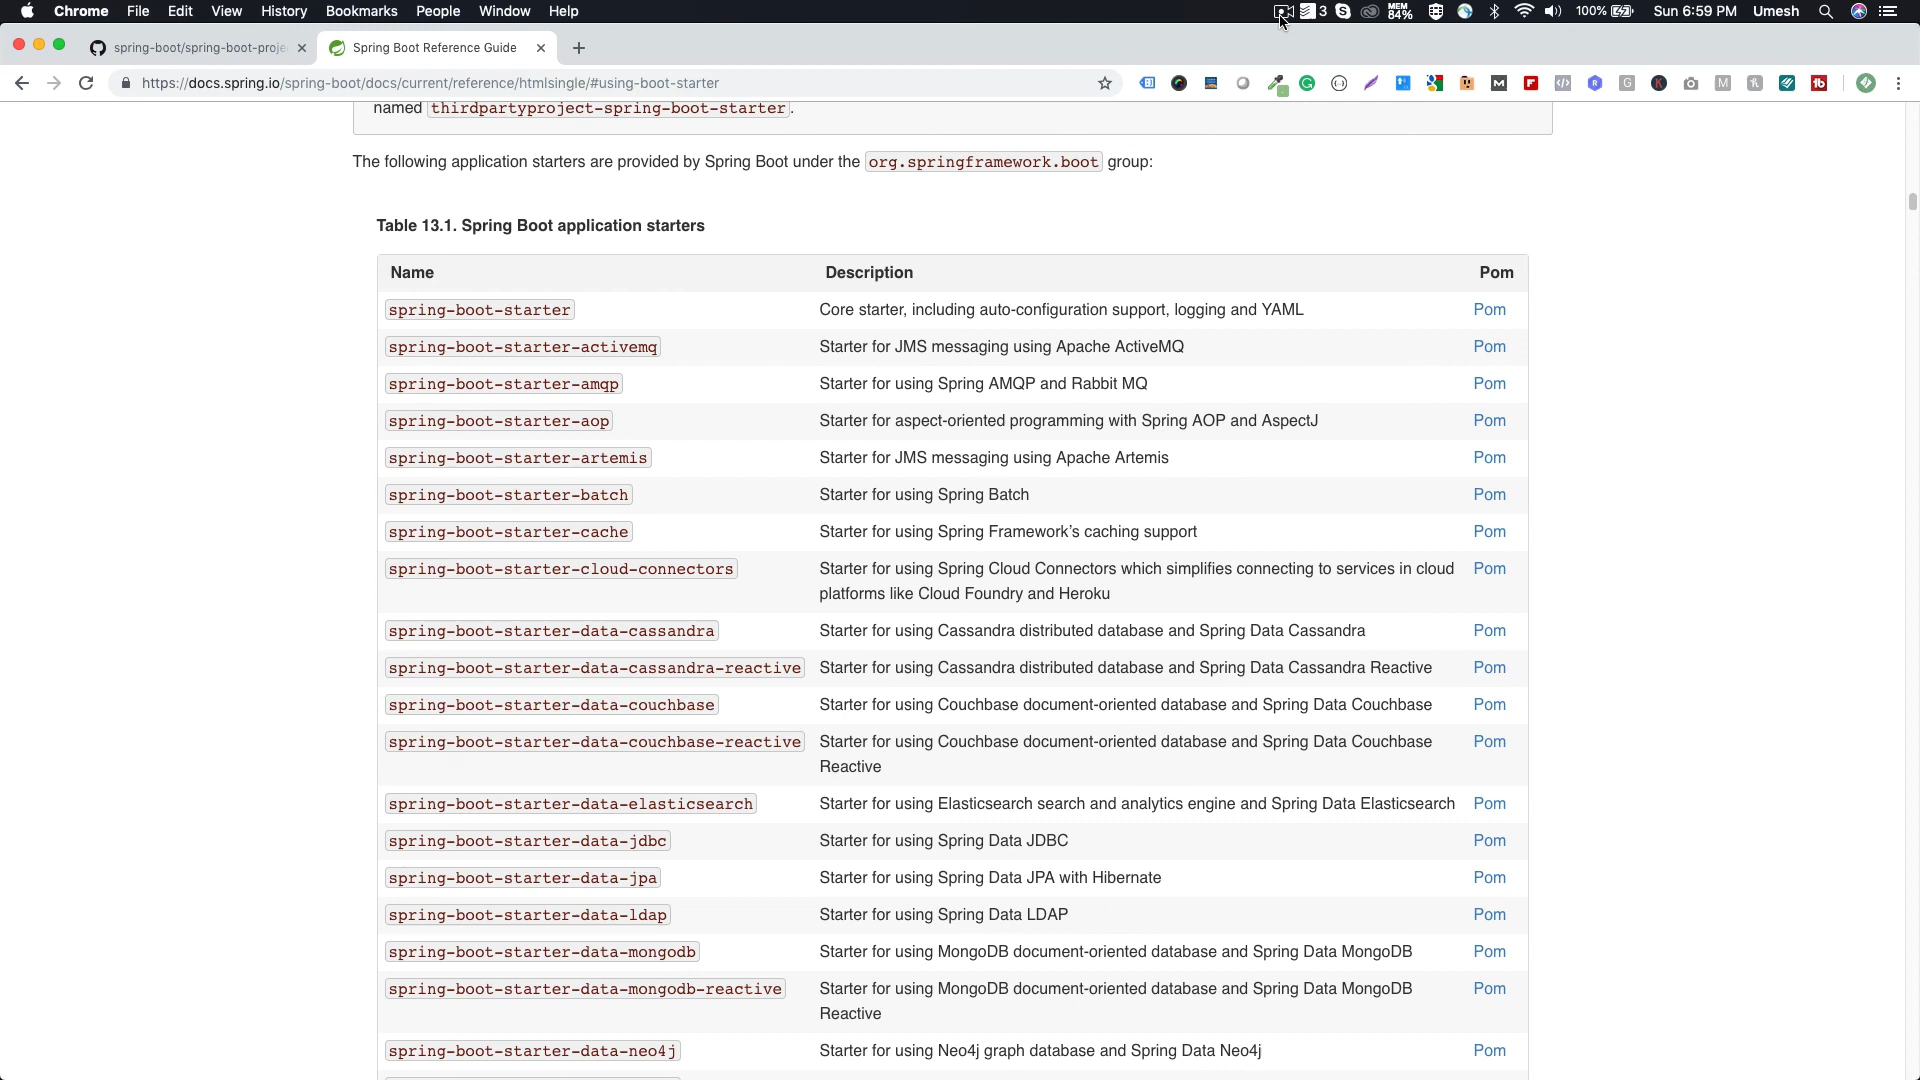 Chrome File Edit View History Bookmarks People Window Help 3 MEM 84% 100% Sun 6:59 PM Umesh
spring-boot/spring-boot-proje Spring Boot Reference Guide
https://docs.spring.io/spring-boot/docs/current/reference/htmlsingle/#using-boot-starter
named thirdpartyproject-spring-boot-starter.
The following application starters are provided by Spring Boot under the org.springframework.boot group:
Table 13.1. Spring Boot application starters
Name Description Pom
spring-boot-starter Core starter, including auto-configuration support, logging and YAML Pom
spring-boot-starter-activemq Starter for JMS messaging using Apache ActiveMQ Pom
spring-boot-starter-amqp Starter for using Spring AMQP and Rabbit MQ Pom
spring-boot-starter-aop Starter for aspect-oriented programming with Spring AOP and AspectJ Pom
spring-boot-starter-artemis Starter for JMS messaging using Apache Artemis Pom
spring-boot-starter-batch Starter for using Spring Batch Pom
spring-boot-starter-cache Starter for using Spring Framework’s caching support Pom
spring-boot-starter-cloud-connectors Starter for using Spring Cloud Connectors which simplifies connecting to services in cloud Pom
platforms like Cloud Foundry and Heroku
spring-boot-starter-data-cassandra Starter for using Cassandra distributed database and Spring Data Cassandra Pom
spring-boot-starter-data-cassandra-reactive Starter for using Cassandra distributed database and Spring Data Cassandra Reactive Pom
spring-boot-starter-data-couchbase Starter for using Couchbase document-oriented database and Spring Data Couchbase Pom
spring-boot-starter-data-couchbase-reactive Starter for using Couchbase document-oriented database and Spring Data Couchbase Pom
Reactive
spring-boot-starter-data-elasticsearch Starter for using Elasticsearch search and analytics engine and Spring Data Elasticsearch Pom
spring-boot-starter-data-jdbc Starter for using Spring Data JDBC Pom
spring-boot-starter-data-jpa Starter for using Spring Data JPA with Hibernate Pom
spring-boot-starter-data-ldap Starter for using Spring Data LDAP Pom
spring-boot-starter-data-mongodb Starter for using MongoDB document-oriented database and Spring Data MongoDB Pom
spring-boot-starter-data-mongodb-reactive Starter for using MongoDB document-oriented database and Spring Data MongoDB Pom
Reactive
spring-boot-starter-data-neo4j Starter for using Neo4j graph database and Spring Data Neo4j Pom